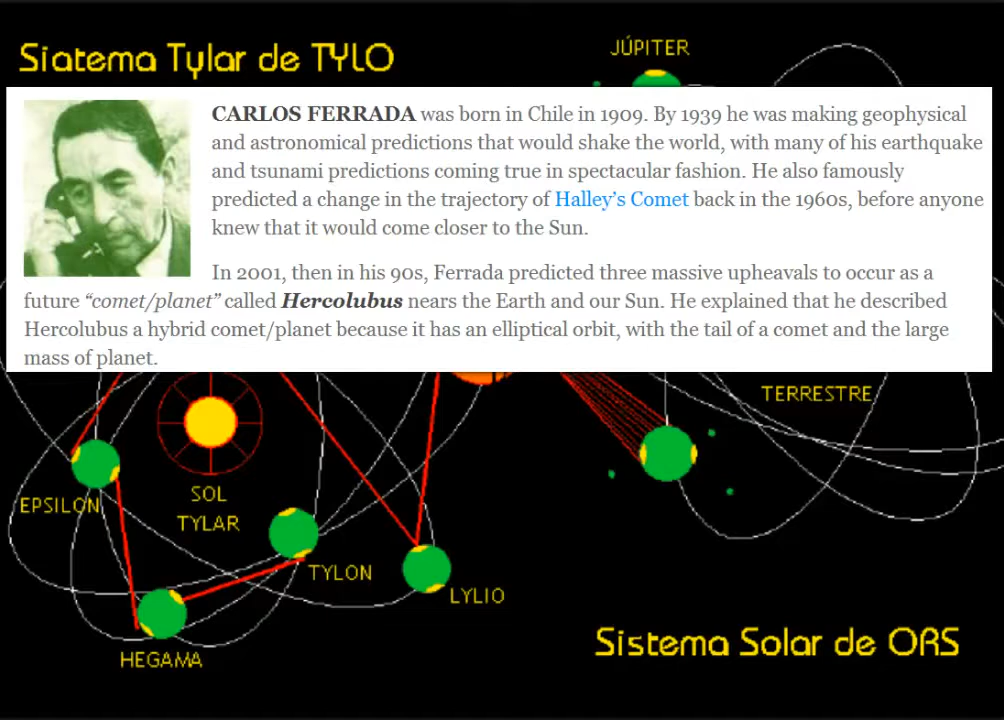 Siatema Tylar de TYLO
JÚPITER
CARLOS FERRADA was born in Chile in 1909. By 1939 he was making geophysical
and astronomical predictions that would shake the world, with many of his earthquake
and tsunami predictions coming true in spectacular fashion. He also famously
predicted a change in the trajectory of Halley's Comet back in the 1960s, before anyone
knew that it would come closer to the Sun.
In 2001, then in his 90s, Ferrada predicted three massive upheavals to occur as a
future “comet/planet” called Hercolubus nears the Earth and our Sun. He explained that he described
Hercolubus a hybrid comet/planet because it has an elliptical orbit, with the tail of a comet and the large
mass of planet.
TERRESTRE
EPSILON
SOL
TYLAR
TYLON
LYLIO
HEGAMA
Sistema Solar de ORS